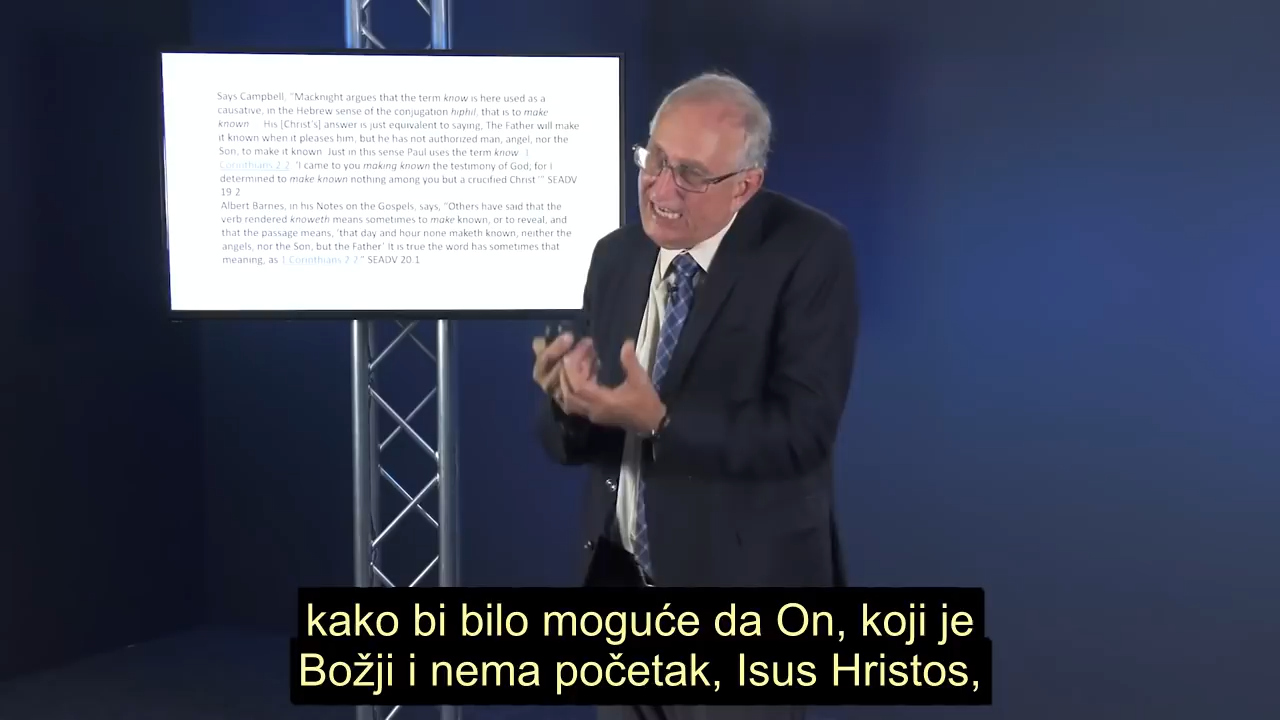 Says Campbell, "Macknight argues that the term know is here used as a
causative, in the Hebrew sense of the conjugation hiphil, that is to make
known His [Christ's] answer is just equivalent to saying, The Father will make
it known when it pleases him, but he has not authorized man, angel, nor the
Son, to make it known Just in this sense Paul uses the term know 1
Corinthians 2 2 'I came to you making known the testimony of God; for I
determined to make known nothing among you but a crucified Christ'" SEADV
19 2
Albert Barnes, in his Notes on the Gospels, says, "Others have said that the
verb rendered knoweth means sometimes to make known, or to reveal, and
that the passage means, 'that day and hour none maketh known, neither the
angels, nor the Son, but the Father' It is true the word has sometimes that
meaning, as 1 Corinthians 2 2" SEADV 20.1
kako bi bilo moguće da On, koji je
Božji i nema početak, Isus Hristos,